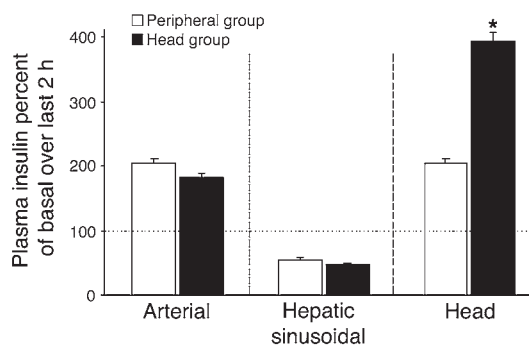 Peripheral group
Head group
Plasma insulin percent
of basal over last 2 h
400
300
200
100
0
*
Arterial
Hepatic
sinusoidal
Head